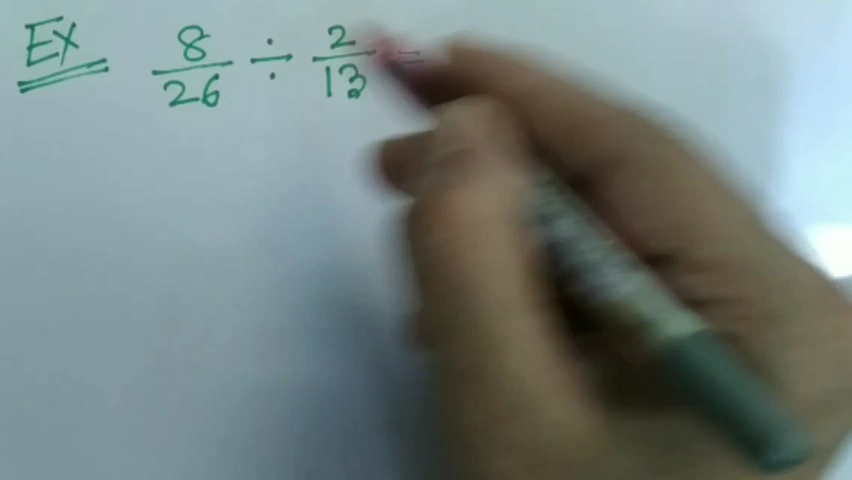 EX 8/26 ÷ 2/13 =